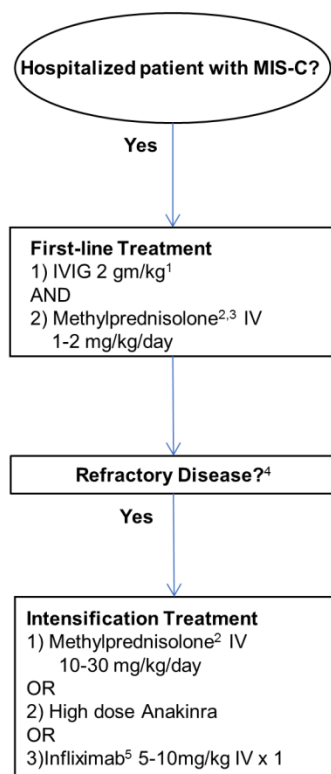 Hospitalized patient with MIS-C?
Yes
First-line Treatment
1) IVIG 2 gm/kg¹
AND
2) Methylprednisolone²,³ IV
1-2 mg/kg/day
Refractory Disease?⁴
Yes
Intensification Treatment
1) Methylprednisolone² IV
10-30 mg/kg/day
OR
2) High dose Anakinra
OR
3)Infliximab⁵ 5-10mg/kg IV x 1